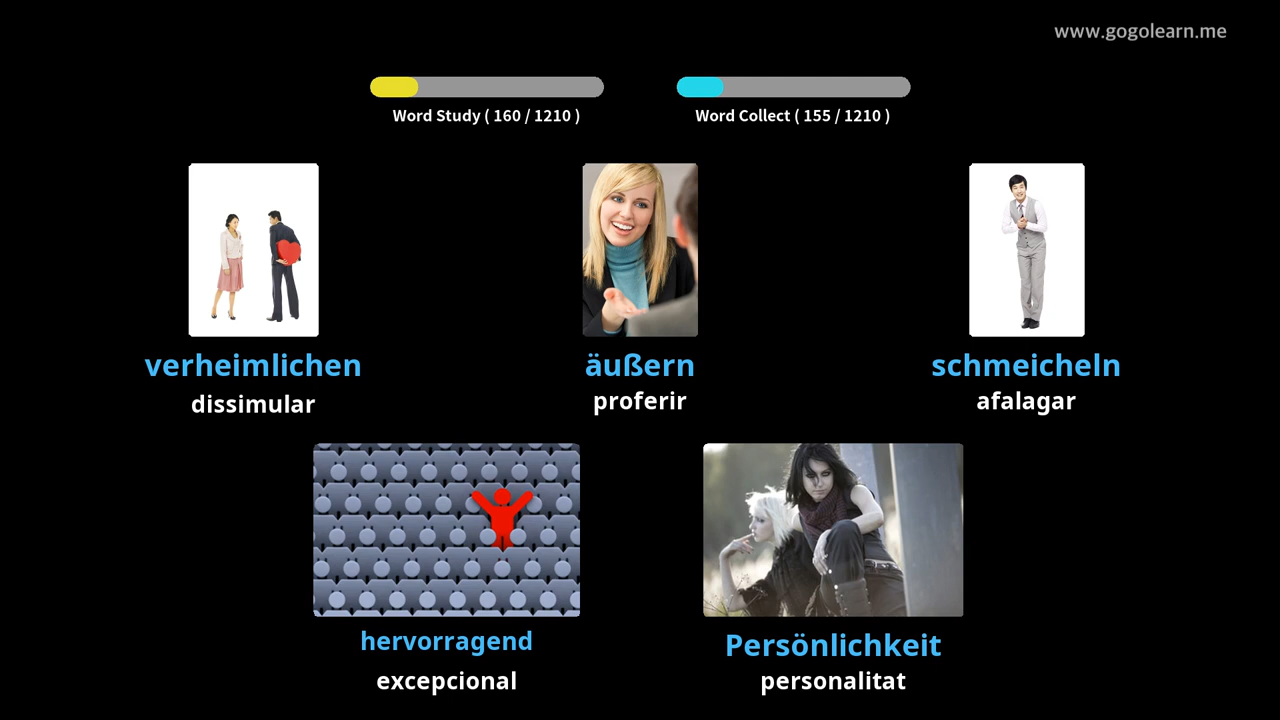 www.gogolearn.me
Word Study ( 160 / 1210 )
Word Collect ( 155 / 1210 )
verheimlichen
dissimular
äußern
proferir
schmeicheln
afalagar
hervorragend
excepcional
Persönlichkeit
personalitat